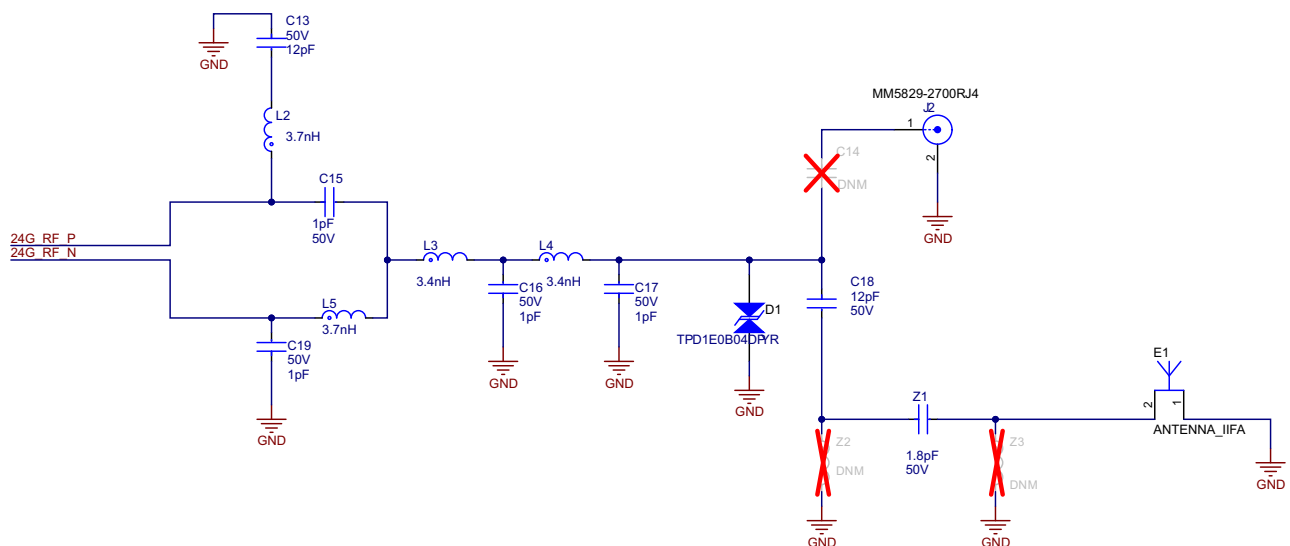 C13
50V
12pF
GND
L2
3.7nH
MM5829-2700RJ4
J2
1
2
C14
DNM
GND
C15
1pF
50V
24G_RF_P
24G_RF_N
L3
3.4nH
L4
3.4nH
C16
50V
1pF
GND
C17
50V
1pF
GND
D1
TPD1E0B04DPYR
GND
C18
12pF
50V
L5
3.7nH
C19
50V
1pF
GND
E1
2
1
ANTENNA_IIFA
GND
Z1
1.8pF
50V
Z2
DNM
GND
Z3
DNM
GND